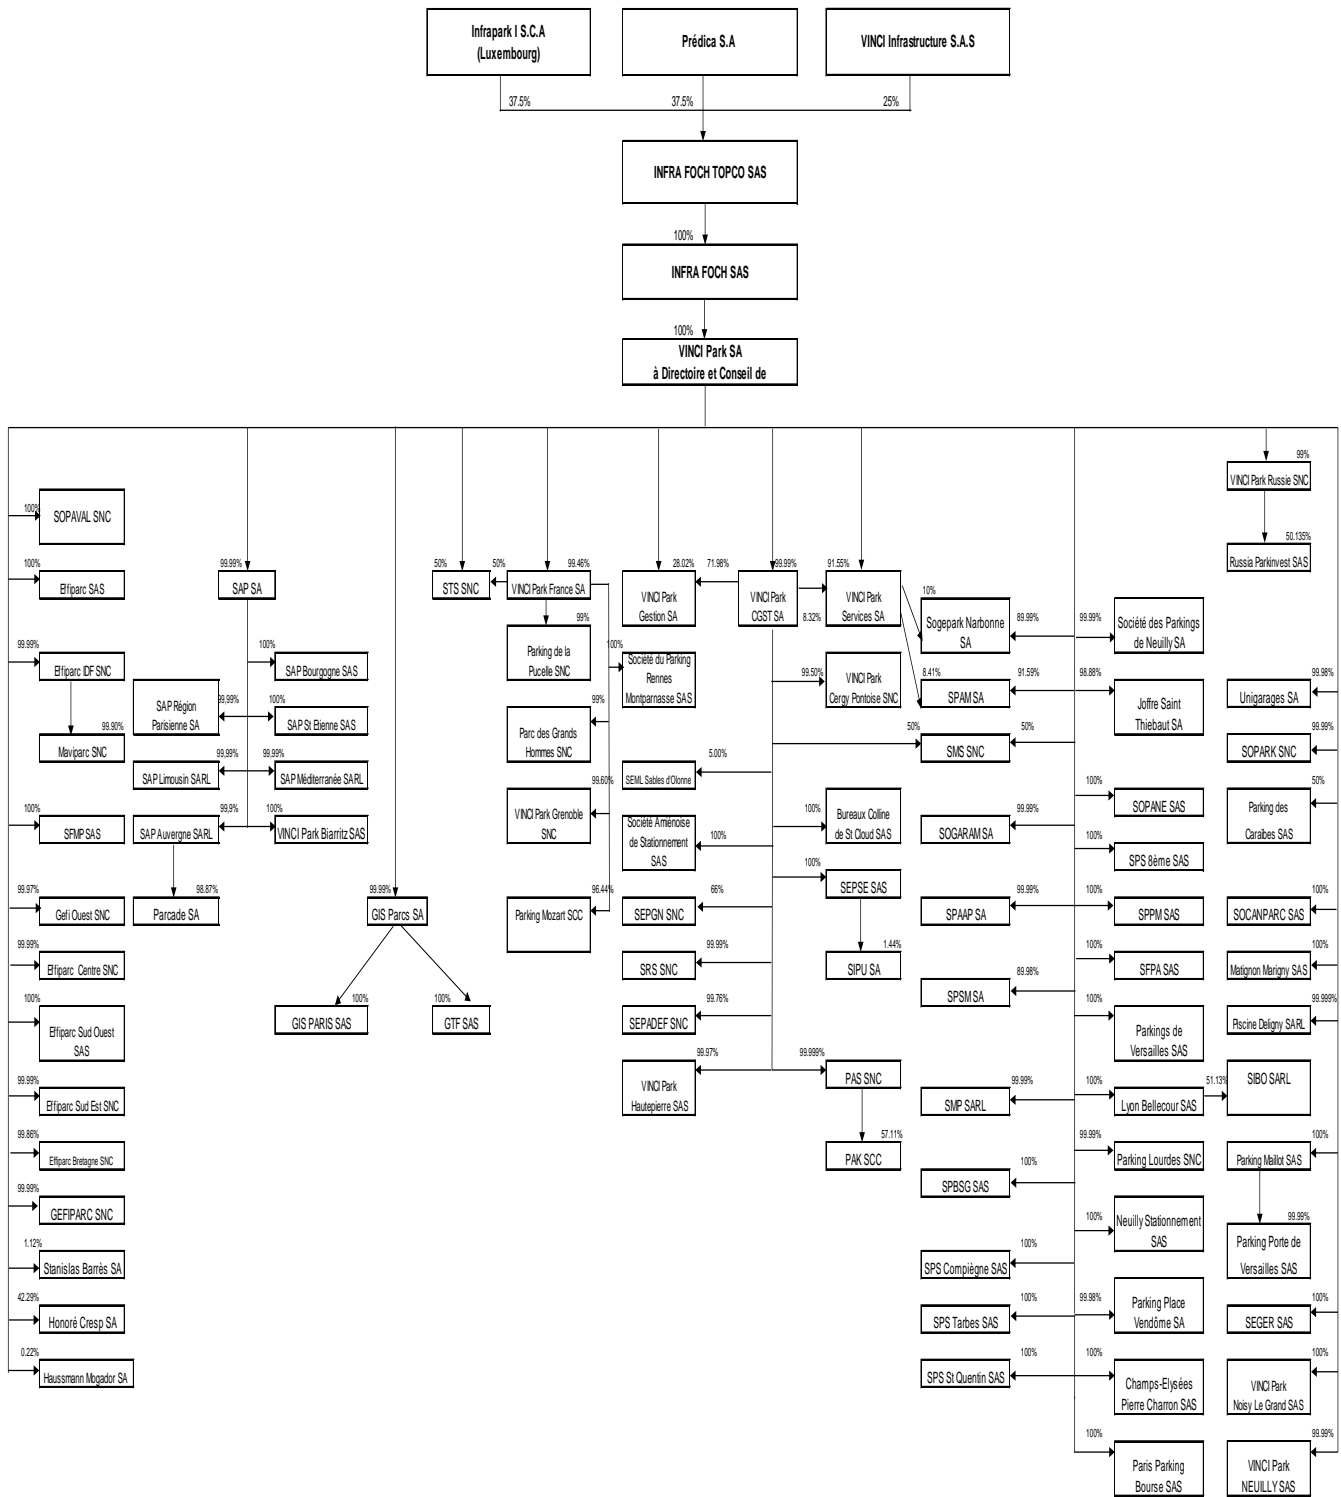 Infrapark I S.C.A
(Luxembourg)
Prédica S.A
VINCI Infrastructure S.A.S
37.5%
37.5%
25%
INFRA FOCH TOPCO SAS
100%
INFRA FOCH SAS
100%
VINCI Park SA
à Directoire et Conseil de
100%
SOPAVAL SNC
100%
Effiparc SAS
99.99%
Effiparc IDF SNC
99.90%
Maviparc SNC
100%
SFMP SAS
99.97%
Gefi Ouest SNC
99.99%
Effiparc Centre SNC
100%
Effiparc Sud Ouest
SAS
99.99%
Effiparc Sud Est SNC
99.86%
Effiparc Bretagne SNC
99.99%
GEFIPARC SNC
1.12%
Stanislas Barrès SA
42.29%
Honoré Cresp SA
0.22%
Haussmann Mogador SA
99.99%
SAP SA
100%
SAP Bourgogne SAS
SAP Région
Parisienne SA
99,99%
100%
SAP St Etienne SAS
99,99%
SAP Limousin SARL
99,99%
SAP Méditerranée SARL
99,9%
SAP Auvergne SARL
100%
VINCI Park Biarritz SAS
98.87%
Parcade SA
99.99%
GIS Parcs SA
100%
GIS PARIS SAS
100%
GTF SAS
50%
STS SNC
50%
99.46%
VINCI Park France SA
99%
Parking de la
Pucelle SNC
100%
Société du Parking
Rennes
Montparnasse SAS
99%
Parc des Grands
Hommes SNC
99.60%
VINCI Park Grenoble
SNC
96.44%
Parking Mozart SCC
28.02%
VINCI Park
Gestion SA
71.98%
99.99%
VINCI Park
CGST SA
8.32%
91.55%
VINCI Park
Services SA
99.50%
VINCI Park
Cergy Pontoise SNC
5.00%
SEML Sables d'Olonne
Société Amiénoise
de Stationnement
SAS
100%
100%
Bureaux Colline
de St Cloud SAS
100%
SEPSE SAS
66%
SEPGN SNC
1.44%
SIPU SA
99.99%
SRS SNC
99.76%
SEPADEF SNC
99.97%
VINCI Park
Hautepierre SAS
99.999%
PAS SNC
57.11%
PAK SCC
10%
Sogepark Narbonne
SA
89.99%
8.41%
SPAM SA
91.59%
50%
SMS SNC
50%
99.99%
SOGARAM SA
99.99%
SPAAP SA
89.98%
SPSM SA
99.99%
SMP SARL
100%
SPBSG SAS
100%
SPS Compiègne SAS
100%
SPS Tarbes SAS
100%
SPS St Quentin SAS
99.99%
Société des Parkings
de Neuilly SA
98.88%
Joffre Saint
Thiebaut SA
100%
SOPANE SAS
100%
SPS 8ème SAS
100%
SPPM SAS
100%
SFPA SAS
100%
Parkings de
Versailles SAS
100%
Lyon Bellecour SAS
51.13%
SIBO SARL
99.99%
Parking Lourdes SNC
100%
Neuilly Stationnement
SAS
99.98%
Parking Place
Vendôme SA
100%
Champs-Elysées
Pierre Charron SAS
100%
Paris Parking
Bourse SAS
99%
VINCI Park Russie SNC
50.135%
Russia Parkinvest SAS
99.98%
Unigarages SA
99.99%
SOPARK SNC
50%
Parking des
Caraïbes SAS
100%
SOCANPARC SAS
100%
Matignon Marigny SAS
99.999%
Piscine Deligny SARL
100%
Parking Maillot SAS
99.99%
Parking Porte de
Versailles SAS
100%
SEGER SAS
100%
VINCI Park
Noisy Le Grand SAS
99.99%
VINCI Park
NEUILLY SAS